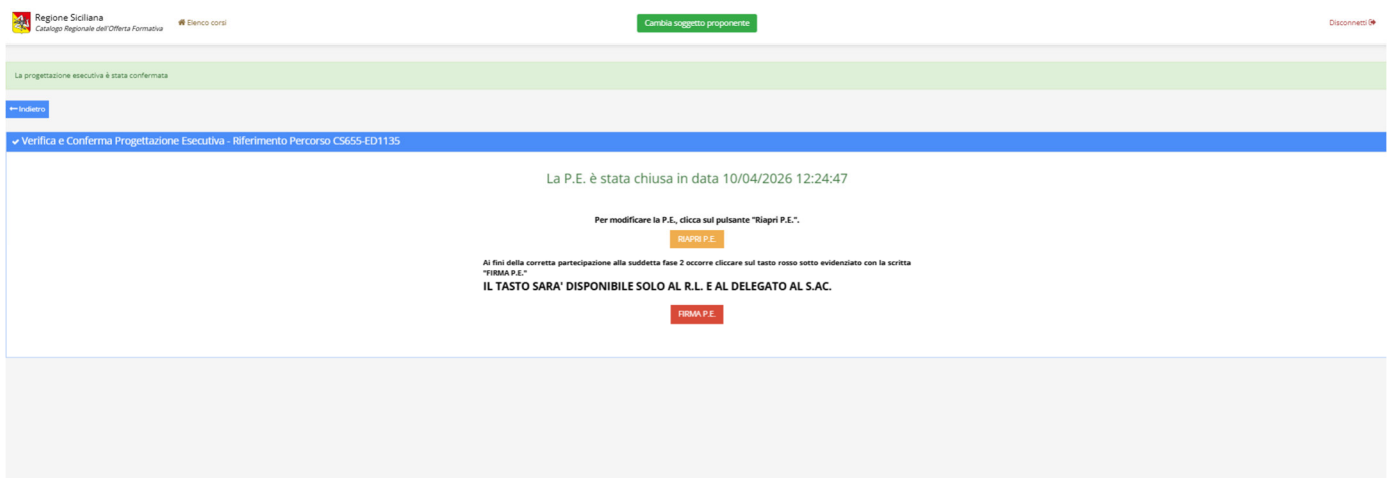 Regione Siciliana
Catalogo Regionale dell'Offerta Formativa
Elenco corsi
Cambia soggetto proponente
Disconnetti
La progettazione esecutiva è stata confermata
Indietro
Verifica e Conferma Progettazione Esecutiva - Riferimento Percorso CS655-ED1135
La P.E. è stata chiusa in data 10/04/2026 12:24:47
Per modificare la P.E., clicca sul pulsante "Riapri P.E.".
RIAPRI P.E.
Ai fini della corretta partecipazione alla suddetta fase 2 occorre cliccare sul tasto rosso sotto evidenziato con la scritta
"FIRMA P.E."
IL TASTO SARA' DISPONIBILE SOLO AL R.L. E AL DELEGATO AL S.AC.
FIRMA P.E.